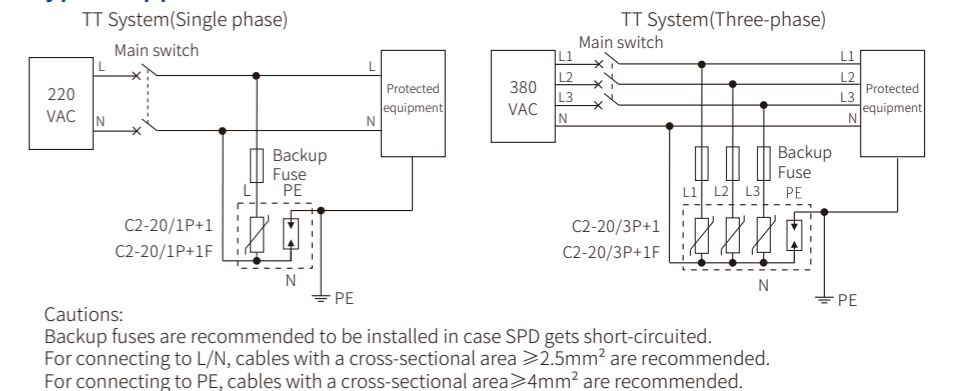 TT System(Single phase)
Main switch
L
L
220
VAC
Protected
equipment
N
N
Backup
Fuse
L
PE
C2-20/1P+1
C2-20/1P+1F
N
PE
TT System(Three-phase)
Main switch
L1
L1
L2
L2
380
VAC
Protected
equipment
L3
L3
N
N
Backup
Fuse
L1
L2
L3
PE
C2-20/3P+1
C2-20/3P+1F
N
PE
Cautions:
Backup fuses are recommended to be installed in case SPD gets short-circuited.
For connecting to L/N, cables with a cross-sectional area ≥2.5mm² are recommended.
For connecting to PE, cables with a cross-sectional area≥4mm² are recommended.